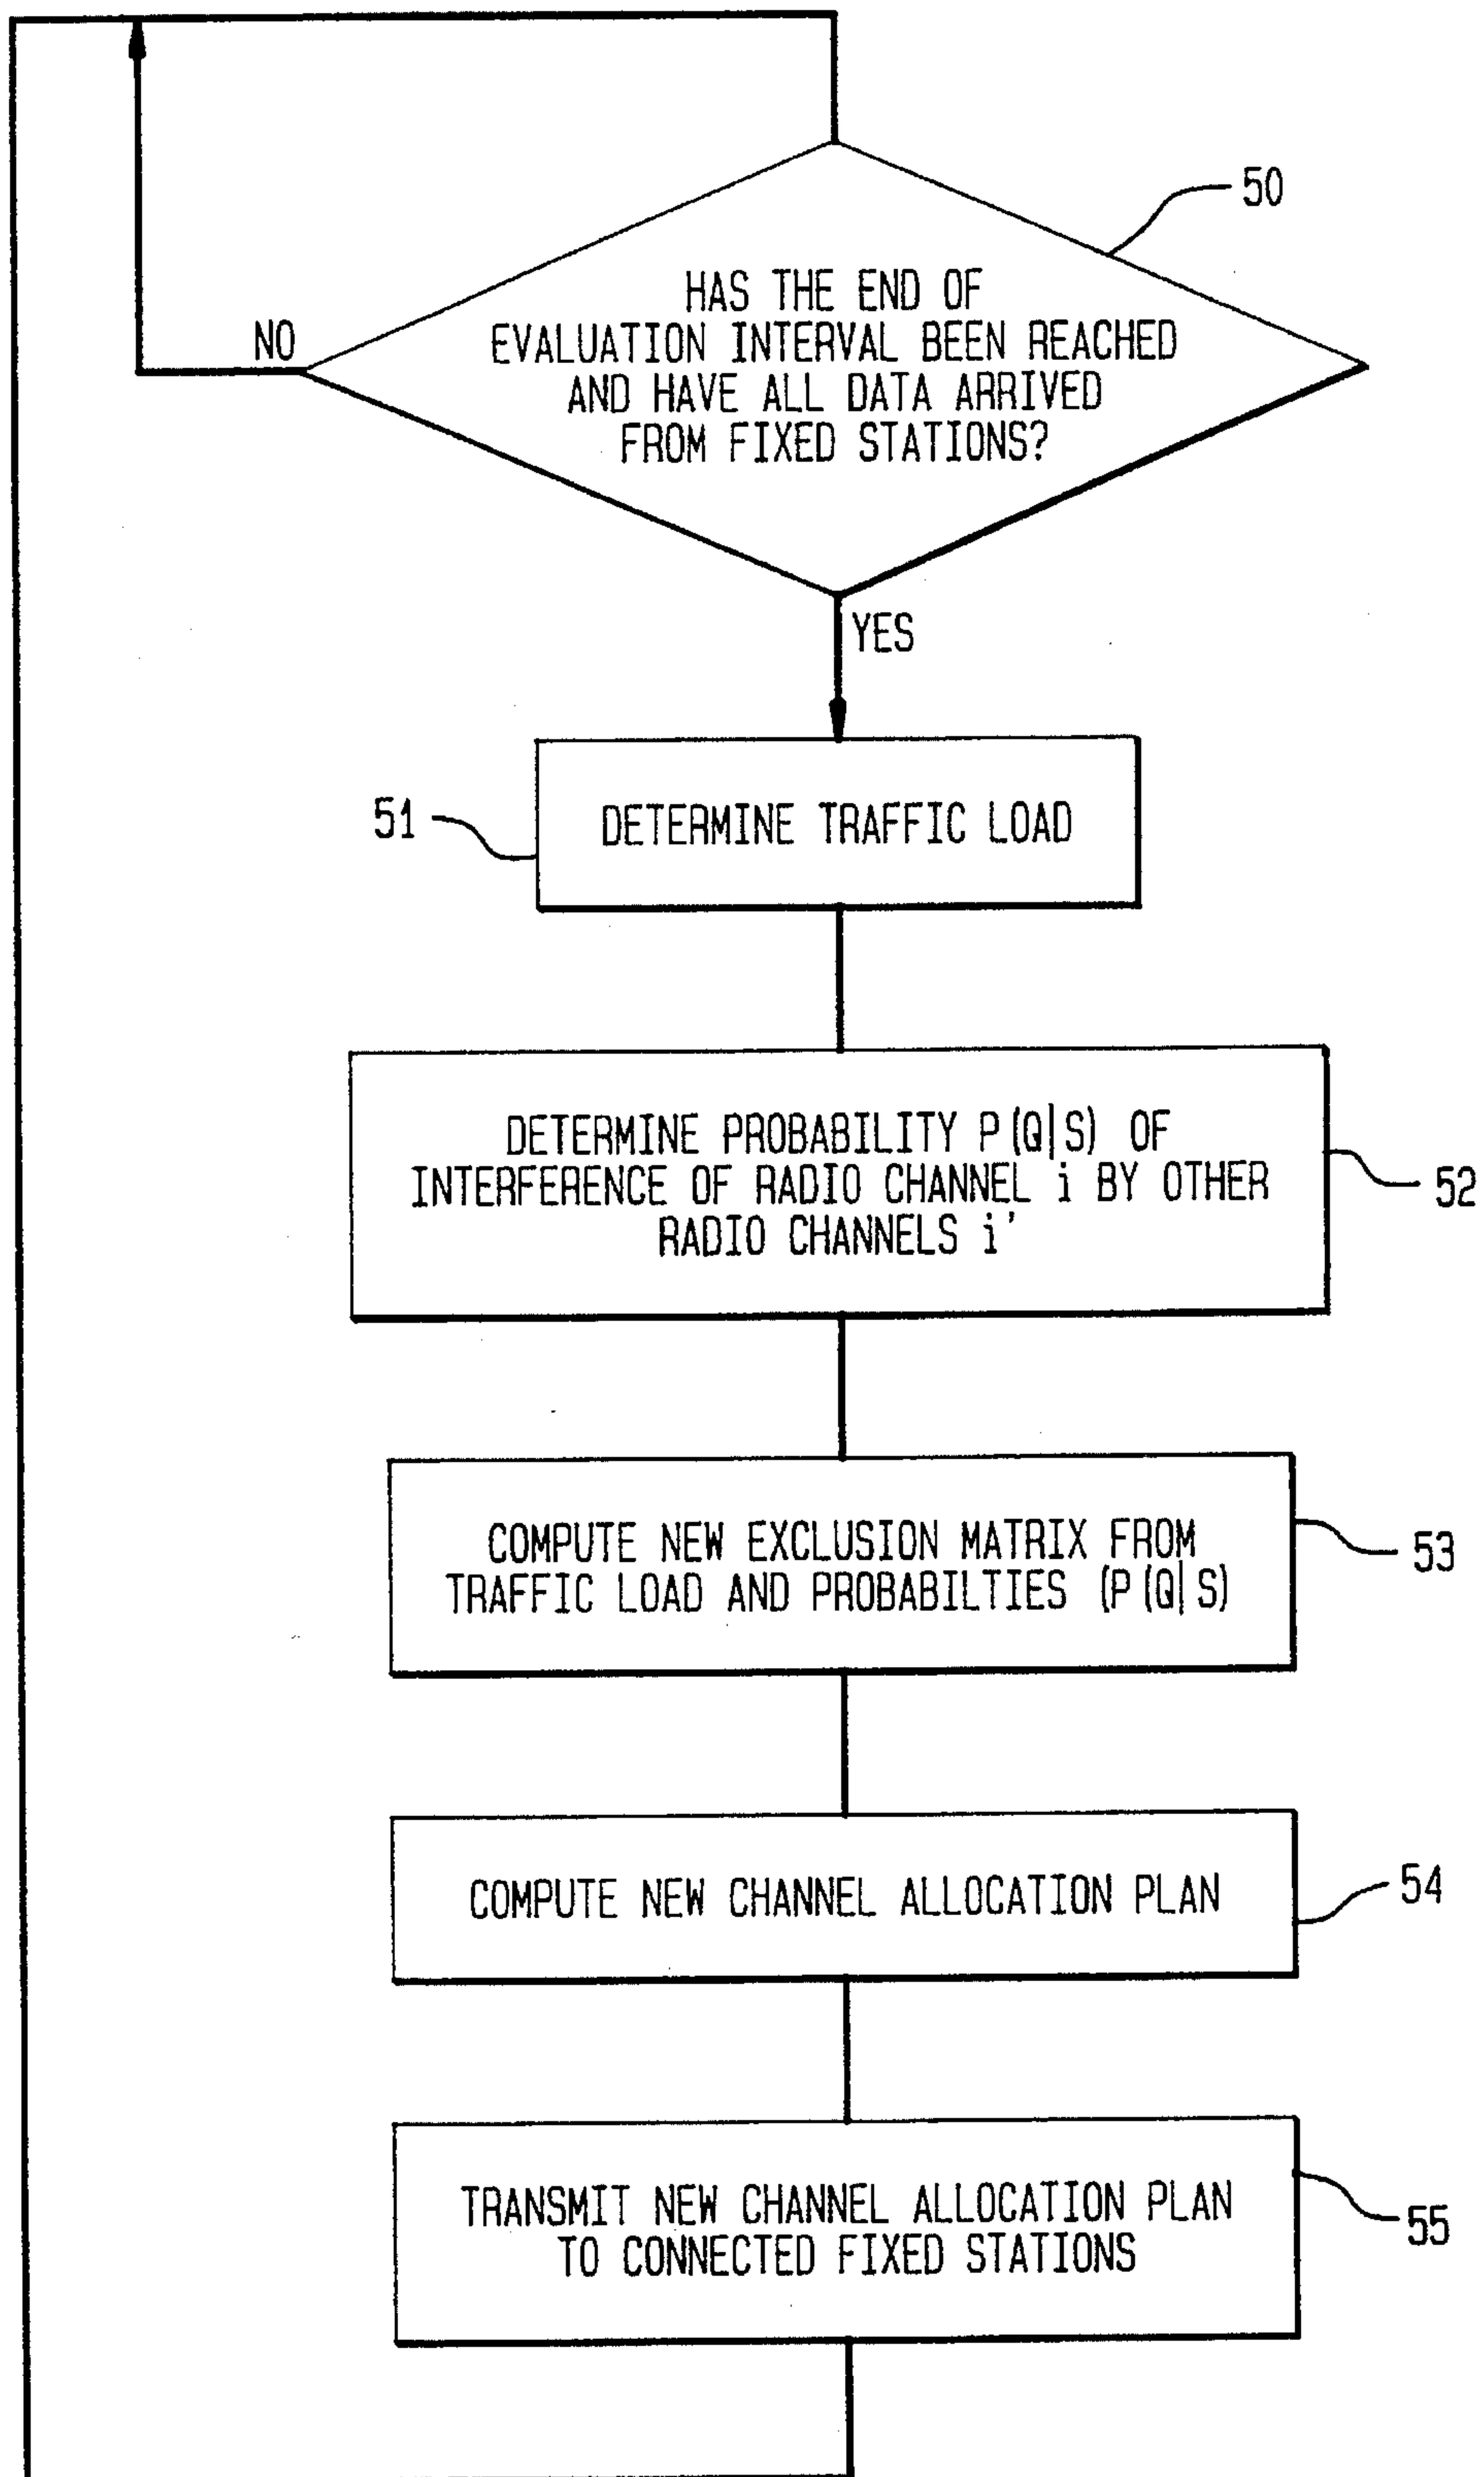 50
HAS THE END OF
EVALUATION INTERVAL BEEN REACHED
AND HAVE ALL DATA ARRIVED
FROM FIXED STATIONS?
NO
YES
51
DETERMINE TRAFFIC LOAD
DETERMINE PROBABILITY P(Q|S) OF
INTERFERENCE OF RADIO CHANNEL i BY OTHER
RADIO CHANNELS i'
52
COMPUTE NEW EXCLUSION MATRIX FROM
TRAFFIC LOAD AND PROBABILTIES (P(Q|S)
53
COMPUTE NEW CHANNEL ALLOCATION PLAN
54
TRANSMIT NEW CHANNEL ALLOCATION PLAN
TO CONNECTED FIXED STATIONS
55